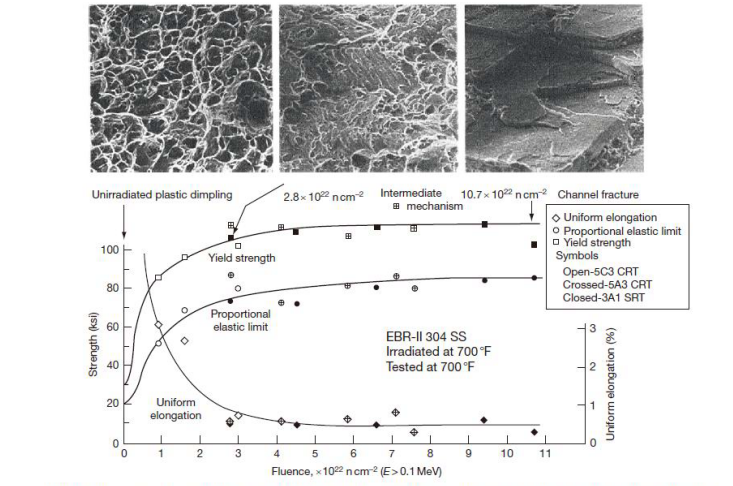 Unirradiated plastic dimpling
2.8 × 10²² n cm⁻²
Intermediate
mechanism
10.7 × 10²² n cm⁻²
Channel fracture
Uniform elongation
Proportional elastic limit
Yield strength
Symbols
Open-5C3 CRT
Crossed-5A3 CRT
Closed-3A1 SRT
Yield strength
Proportional
elastic limit
EBR-II 304 SS
Irradiated at 700 °F
Tested at 700 °F
Uniform
elongation
Strength (ksi)
100
80
60
40
20
0
Uniform elongation (%)
3
2
1
0
0 1 2 3 4 5 6 7 8 9 10 11
Fluence, ×10²² n cm⁻² (E > 0.1 MeV)